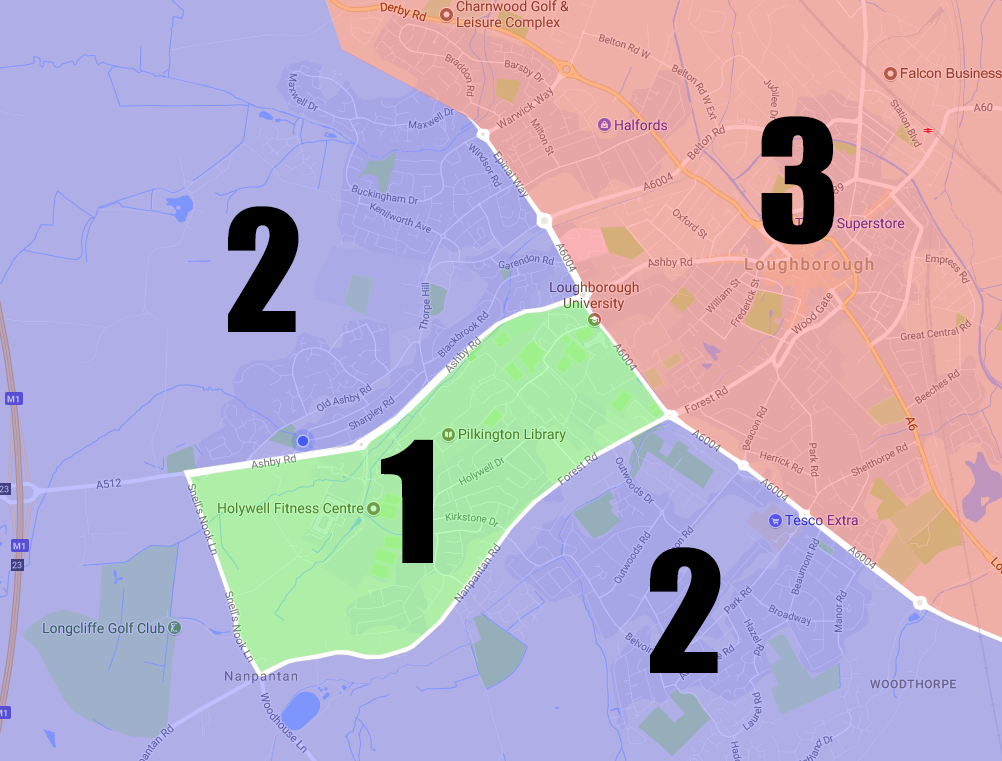 Derby Rd
Charnwood Golf &
Leisure Complex
Belton Rd W
Braddon Rd
Barsby Dr
Belton Rd W Ext
Falcon Business
Maxwell Dr
Warwick Way
Station Blvd
A60
Maxwell Dr
Milton St
Halfords
Belton Rd
3
Windsor Rd
Epinal Way
A6004
Buckingham Dr
Kenilworth Ave
2
Oxford St
Superstore
A6004
Garendon Rd
Ashby Rd
Loughborough
Empress Rd
Loughborough
University
Thorpe Hill
William St
Frederick St
Wood Gate
Blackbrook Rd
Great Central Rd
Ashby Rd
A6004
Beeches Rd
M1
Old Ashby Rd
Sharpley Rd
Forest Rd
Beacon Rd
A6
Pilkington Library
A6004
1
Ashby Rd
Holywell Dr
Forest Rd
Outwoods Dr
Herrick Rd
Park Rd
Shelthorpe Rd
23
A512
A6004
Snell's Nook Ln
Holywell Fitness Centre
Kirkstone Dr
Tesco Extra
M1
23
Outwoods Dr
A6004
Nanpantan Rd
2
Beaumont Rd
Park Rd
Broadway
Manor Rd
Snell's Nook Ln
Longcliffe Golf Club
Hazel Rd
Nanpantan
WOODTHORPE
M1
Woodhouse Ln
Laurel Rd